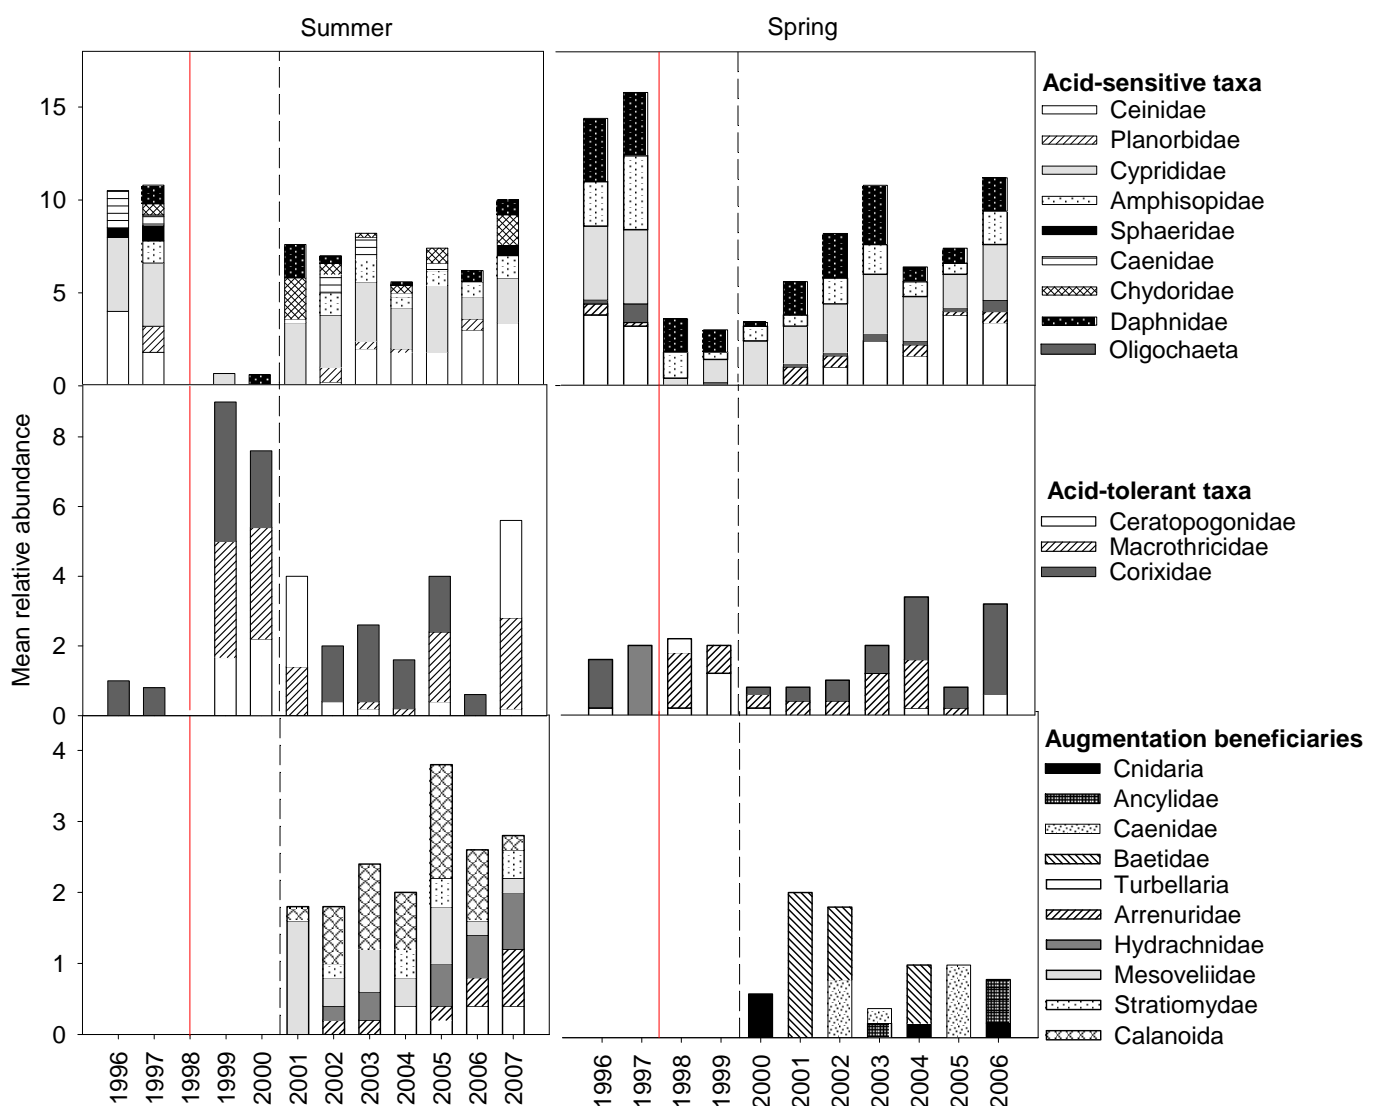 Summer
Spring
15
10
5
0
Acid-sensitive taxa
Ceinidae
Planorbidae
Cyprididae
Amphisopidae
Sphaeridae
Caenidae
Chydoridae
Daphnidae
Oligochaeta
Mean relative abundance
8
6
4
2
0
Acid-tolerant taxa
Ceratopogonidae
Macrothricidae
Corixidae
4
3
2
1
0
Augmentation beneficiaries
Cnidaria
Ancylidae
Caenidae
Baetidae
Turbellaria
Arrenuridae
Hydrachnidae
Mesoveliidae
Stratiomydae
Calanoida
1996
1997
1998
1999
2000
2001
2002
2003
2004
2005
2006
2007
1996
1997
1998
1999
2000
2001
2002
2003
2004
2005
2006